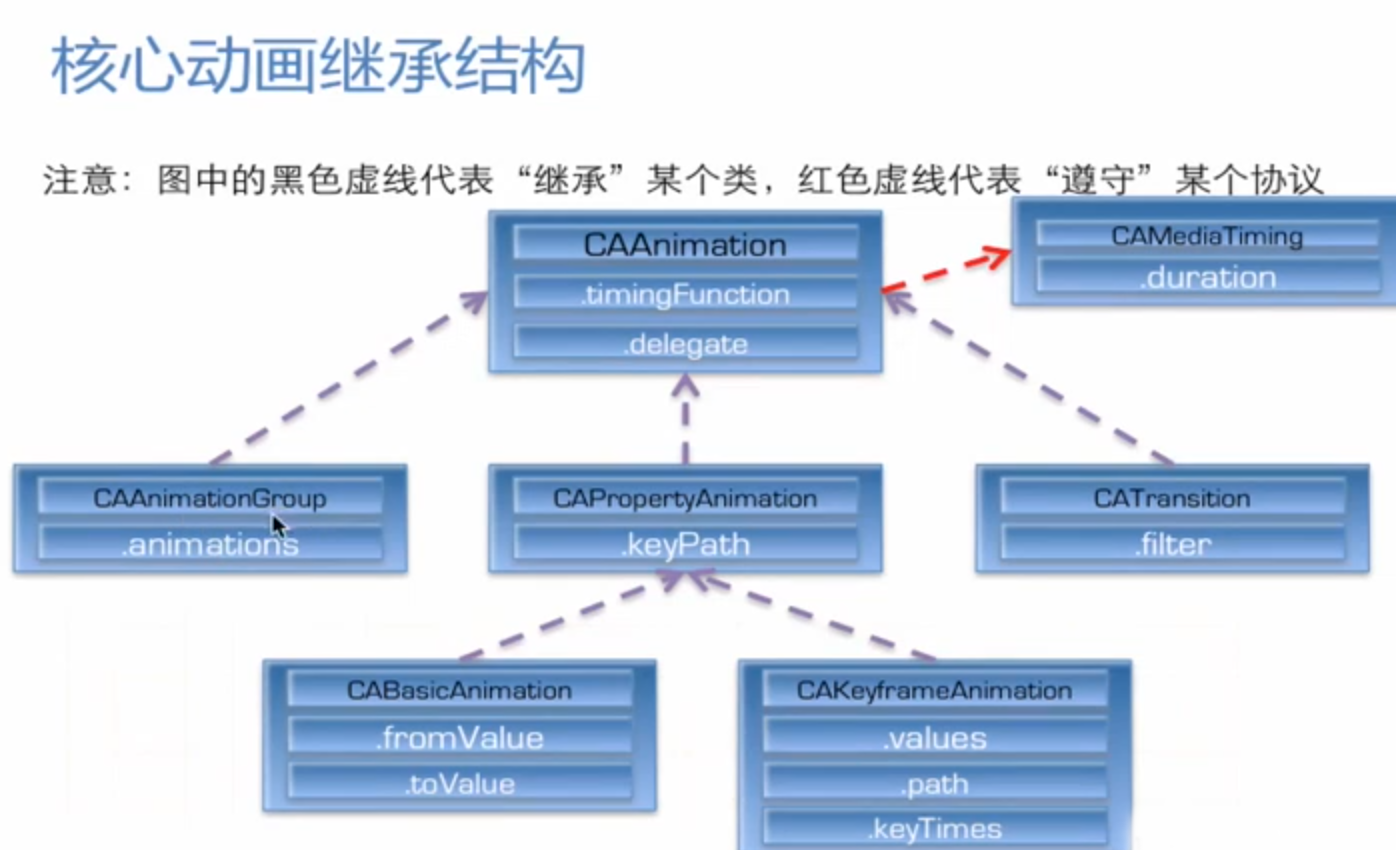 核心动画继承结构
注意：图中的黑色虚线代表“继承”某个类，红色虚线代表“遵守”某个协议
CAAnimation
.timingFunction
.delegate
CAMediaTiming
.duration
CAAnimationGroup
.animations
CAPropertyAnimation
.keyPath
CATransition
.filter
CABasicAnimation
.fromValue
.toValue
CAKeyframeAnimation
.values
.path
.keyTimes